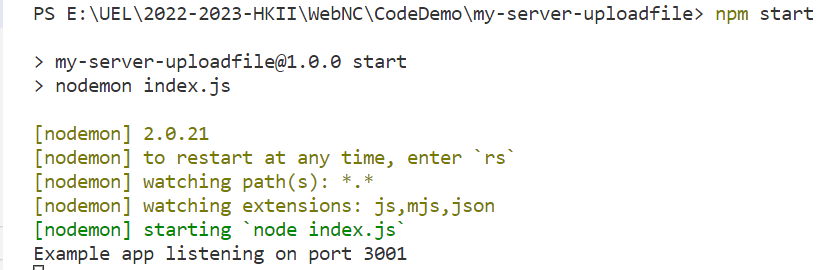 PS E:\UEL\2022-2023-HKII\WebNC\CodeDemo\my-server-uploadfile> npm start
> my-server-uploadfile@1.0.0 start
> nodemon index.js
[nodemon] 2.0.21
[nodemon] to restart at any time, enter `rs`
[nodemon] watching path(s): *.*
[nodemon] watching extensions: js,mjs,json
[nodemon] starting `node index.js`
Example app listening on port 3001